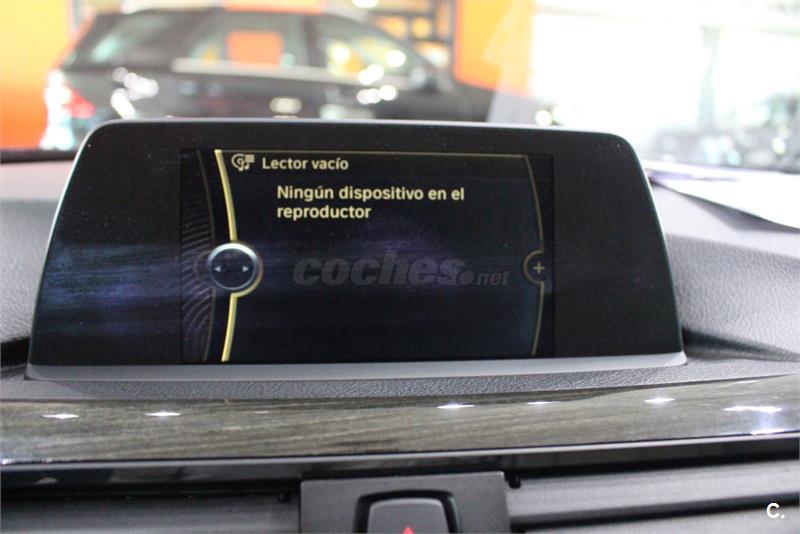 Lector vacío
Ningún dispositivo en el
reproductor
coches.net
c.